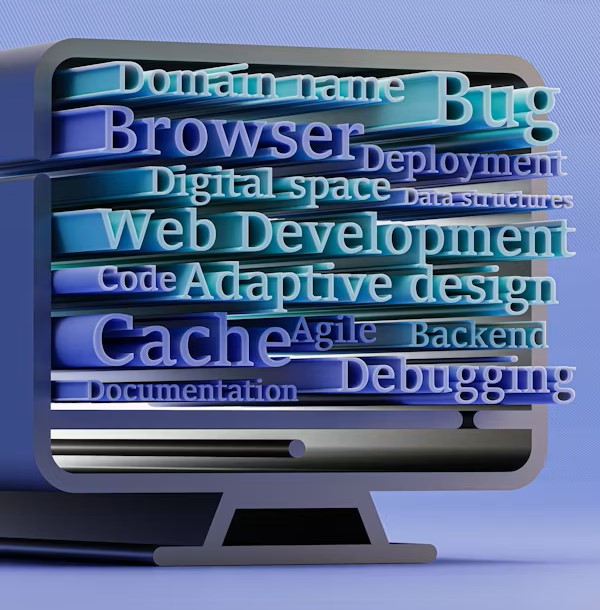 Domain name
Bug
Browser
Deployment
Digital space
Data structures
Web Development
Code
Adaptive design
Cache
Agile
Backend
Debugging
Documentation